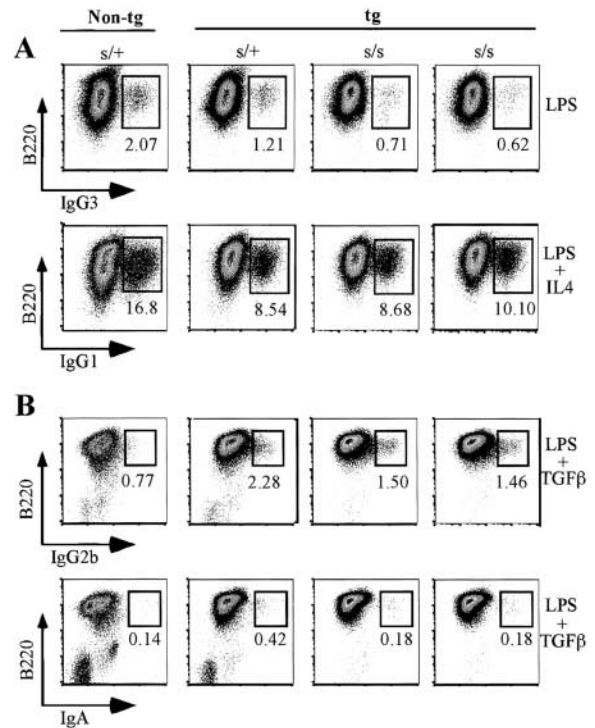 Non-tg tg
A s/+ s/+ s/s s/s
B220 2.07 1.21 0.71 0.62 LPS
IgG3
B220 16.8 8.54 8.68 10.10 LPS + IL4
IgG1
B
B220 0.77 2.28 1.50 1.46 LPS + TGFβ
IgG2b
B220 0.14 0.42 0.18 0.18 LPS + TGFβ
IgA